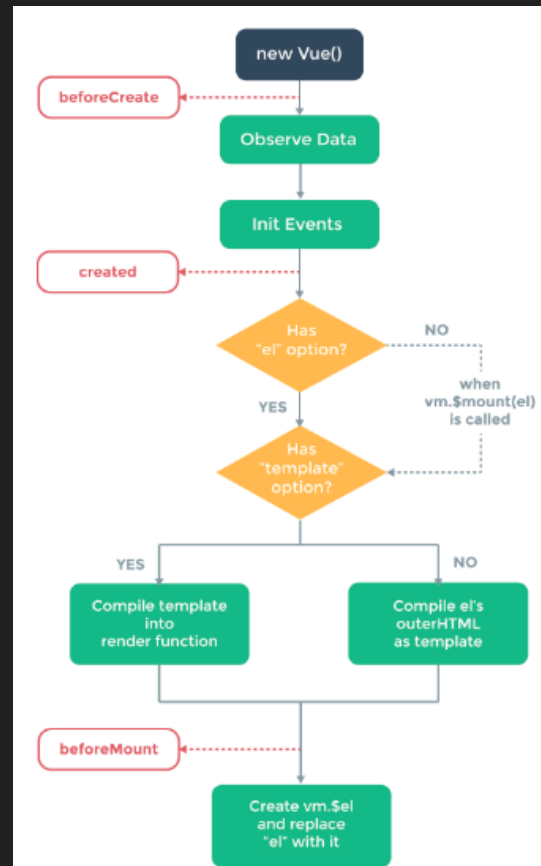 new Vue()
beforeCreate
Observe Data
Init Events
created
Has
"el" option?
NO
when
vm.$mount(el)
is called
YES
Has
"template"
option?
YES
NO
Compile template
into
render function
Compile el's
outerHTML
as template
beforeMount
Create vm.$el
and replace
"el" with it